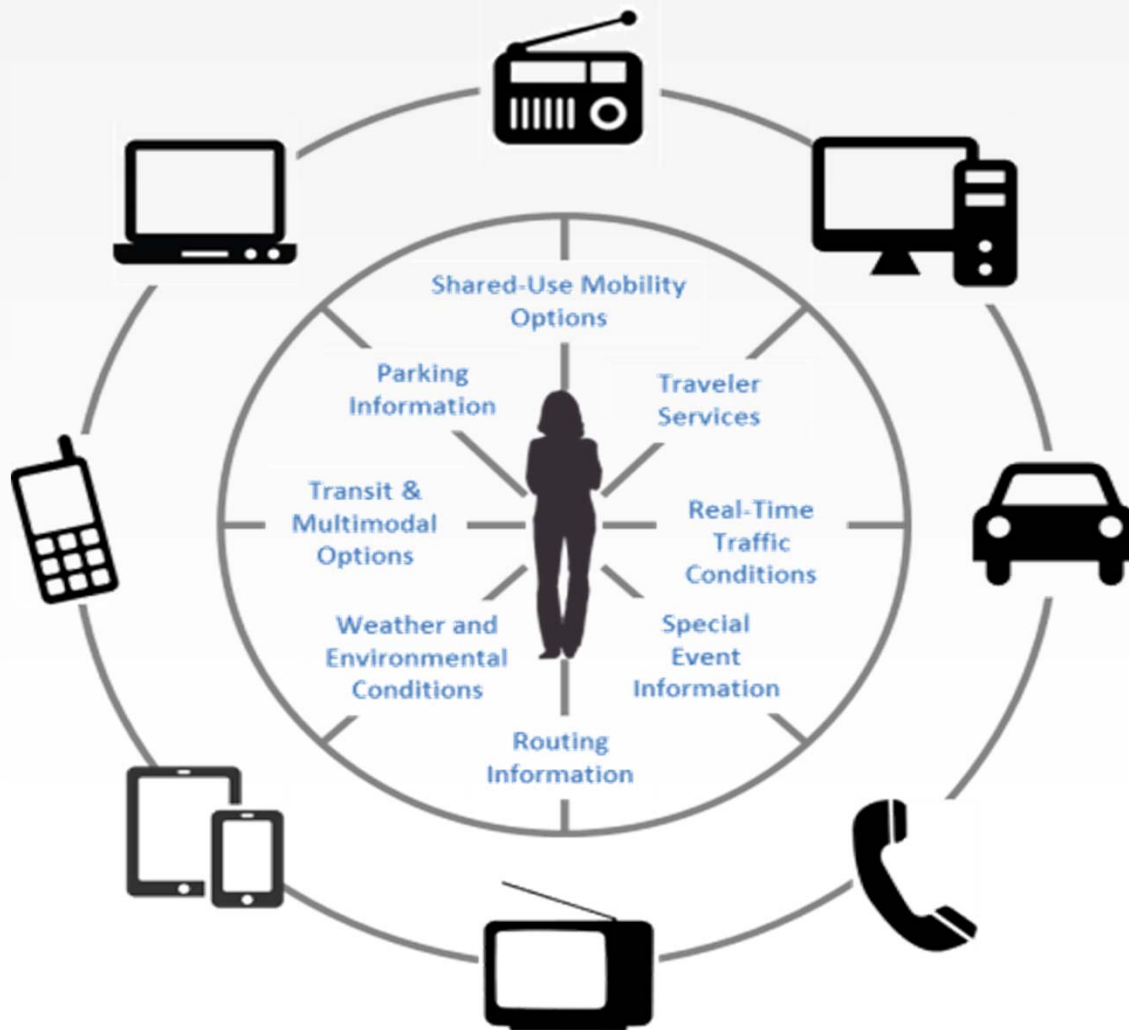 Shared-Use Mobility
Options
Parking
Information
Traveler
Services
Transit &
Multimodal
Options
Real-Time
Traffic
Conditions
Weather and
Environmental
Conditions
Special
Event
Information
Routing
Information